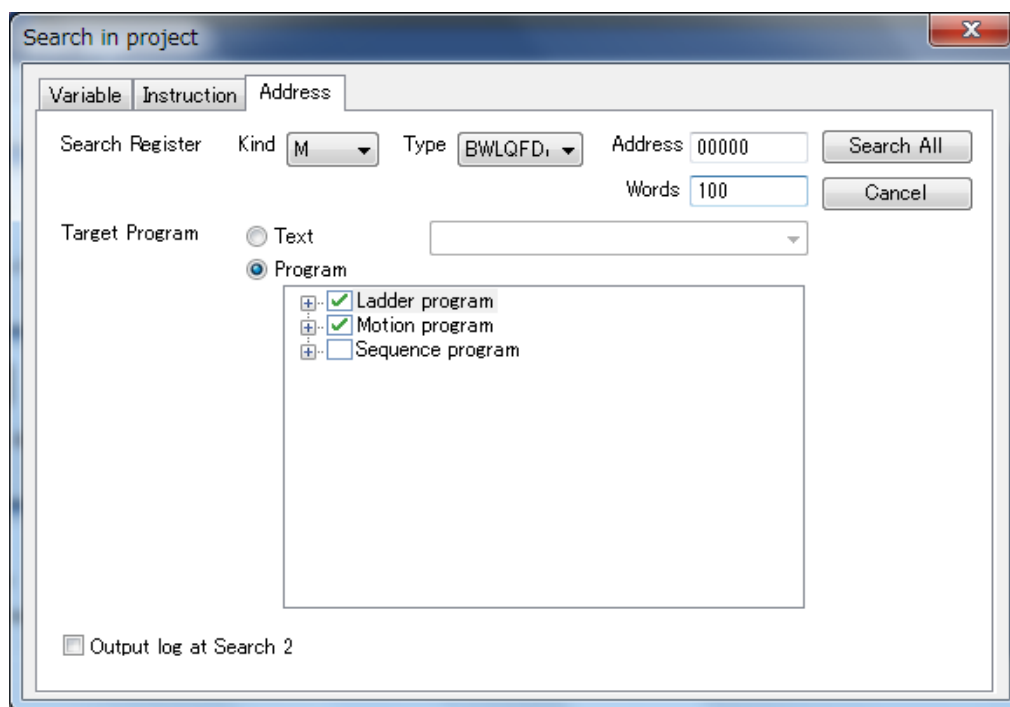 Search in project
Variable Instruction Address
Search Register Kind M Type BWLQFD, Address 00000 Search All
Words 100 Cancel
Target Program Text
Program
Ladder program
Motion program
Sequence program
Output log at Search 2